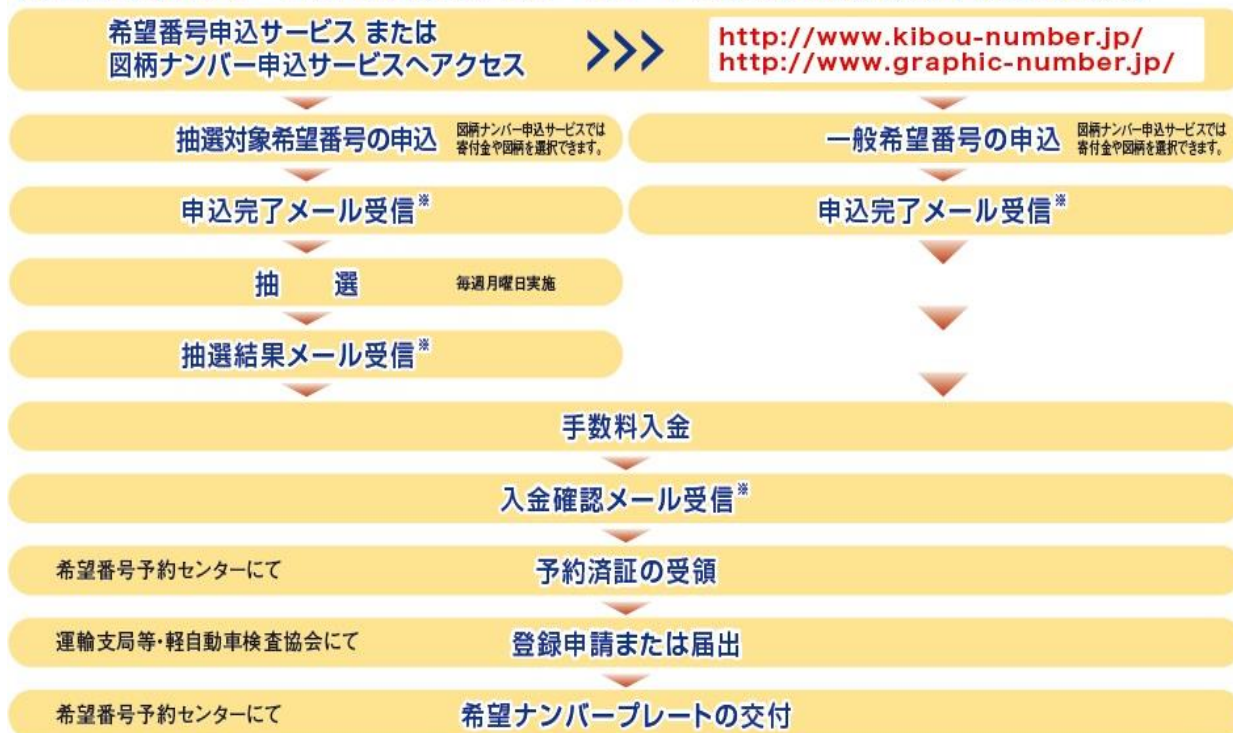 希望番号申込サービス または
図柄ナンバー申込サービスへアクセス
>>>
http://www.kibou-number.jp/
http://www.graphic-number.jp/
抽選対象希望番号の申込
図柄ナンバー申込サービスでは
寄付金や図柄を選択できます。
一般希望番号の申込
図柄ナンバー申込サービスでは
寄付金や図柄を選択できます。
申込完了メール受信※
申込完了メール受信※
抽 選
毎週月曜日実施
抽選結果メール受信※
手数料入金
入金確認メール受信※
希望番号予約センターにて
予約済証の受領
運輸支局等・軽自動車検査協会にて
登録申請または届出
希望番号予約センターにて
希望ナンバープレートの交付